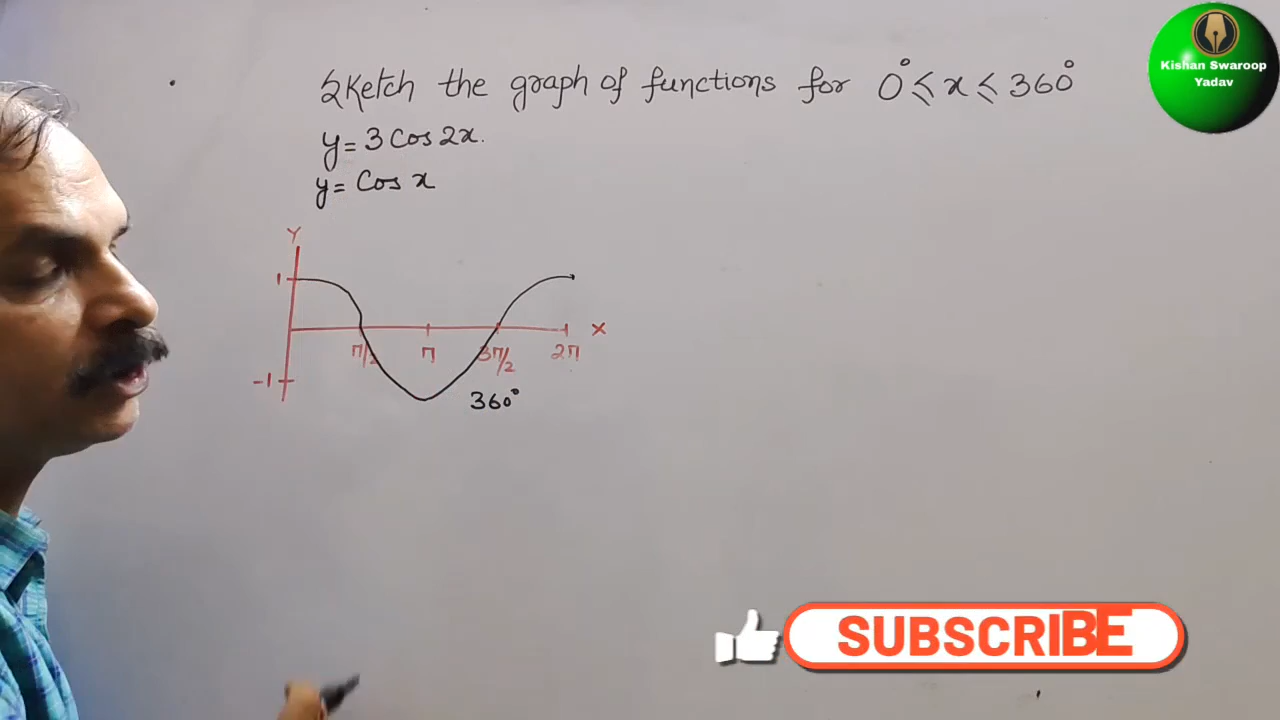 Sketch the graph of functions for 0° ≤ x ≤ 360°
y = 3 Cos 2x.
y = Cos x
Y
1
X
π/2 π 3π/2 2π
-1
360°
Kishan Swaroop
Yadav
SUBSCRIBE